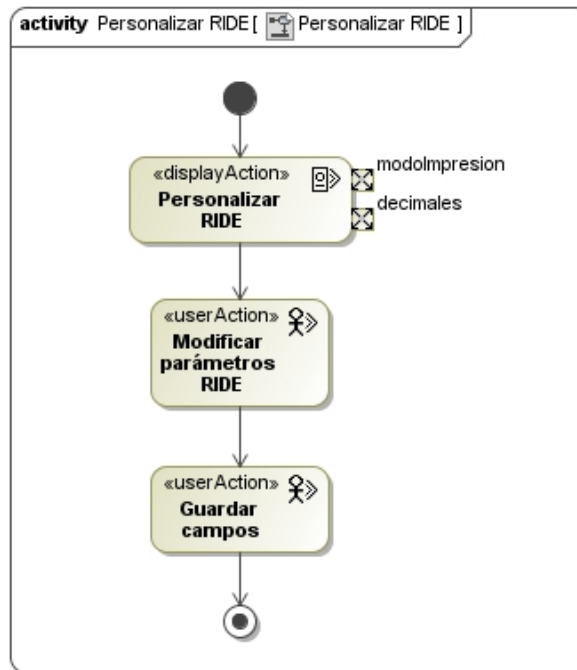 activity Personalizar RIDE [ Personalizar RIDE ]
«displayAction»
Personalizar
RIDE
modoImpresion
decimales
«userAction»
Modificar
parámetros
RIDE
«userAction»
Guardar
campos